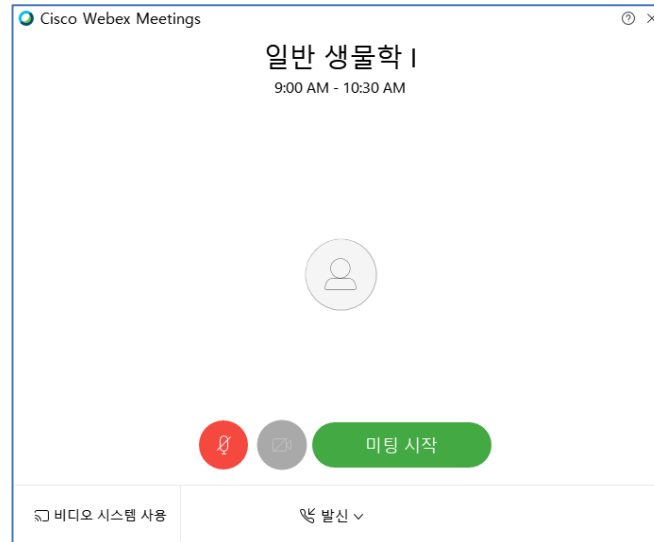 Cisco Webex Meetings
일반 생물학 I
9:00 AM - 10:30 AM
미팅 시작
비디오 시스템 사용
발신